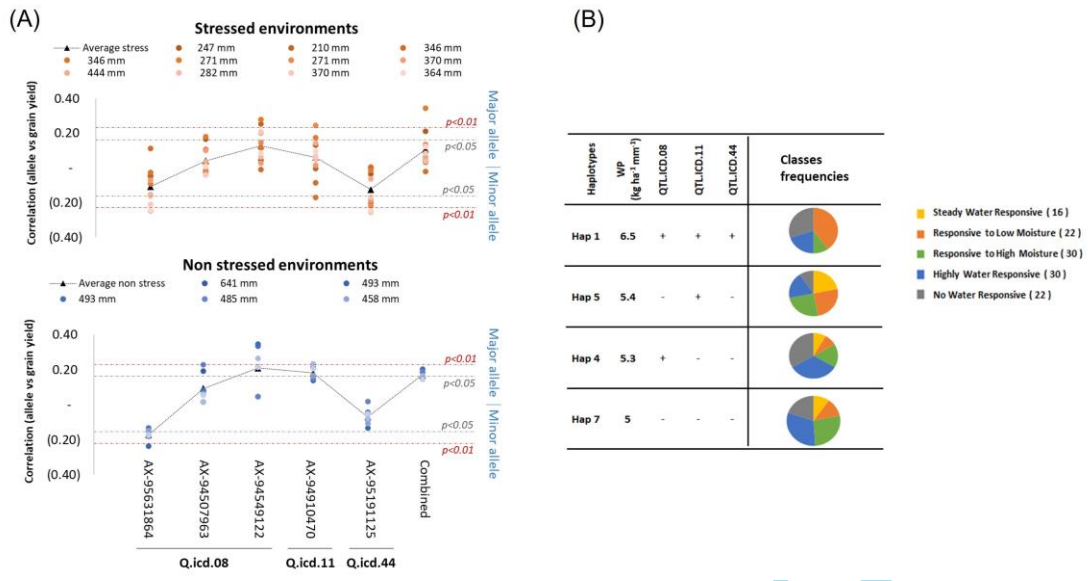 (A)
Stressed environments
Average stress 247 mm 210 mm 346 mm
346 mm 271 mm 271 mm 370 mm
444 mm 282 mm 370 mm 364 mm
Correlation (allele vs grain yield)
0.40
0.20
-
(0.20)
(0.40)
p<0.01
p<0.05
p<0.05
p<0.01
Major allele
Minor allele
Non stressed environments
Average non stress 641 mm 493 mm
493 mm 485 mm 458 mm
Correlation (allele vs grain yield)
0.40
0.20
-
(0.20)
(0.40)
p<0.01
p<0.05
p<0.05
p<0.01
Major allele
Minor allele
AX-95631864
AX-94507963
AX-94549122
AX-94910470
AX-95191125
Combined
Q.icd.08 Q.icd.11 Q.icd.44
(B)
Haplotypes
WP
(kg ha-1 mm-1)
QTL.ICD.08
QTL.ICD.11
QTL.ICD.44
Classes
frequencies
Hap 1 6.5 + + +
Hap 5 5.4 - + -
Hap 4 5.3 + - -
Hap 7 5 - - -
Steady Water Responsive ( 16 )
Responsive to Low Moisture ( 22 )
Responsive to High Moisture ( 30 )
Highly Water Responsive ( 30 )
No Water Responsive ( 22 )